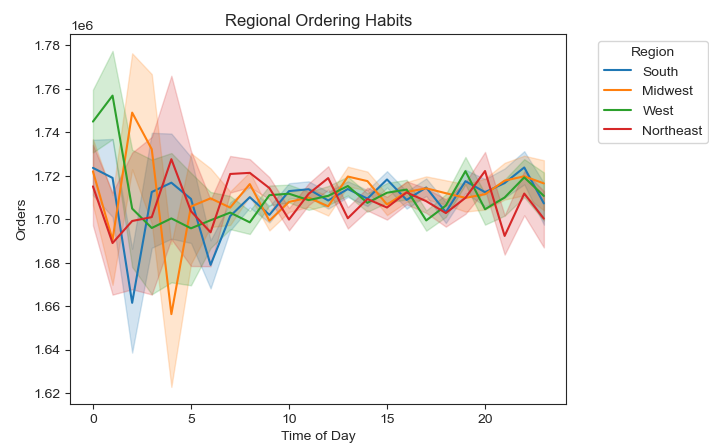 Regional Ordering Habits
1e6
1.78
1.76
1.74
1.72
1.70
1.68
1.66
1.64
1.62
Orders
0
5
10
15
20
Time of Day
Region
South
Midwest
West
Northeast